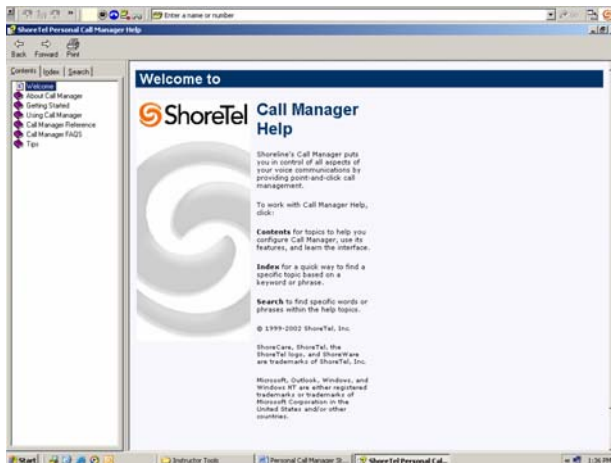 Enter a name or number
ShoreTel Personal Call Manager Help
Back Forward Print
Contents Index Search
Welcome
About Call Manager
Getting Started
Using Call Manager
Call Manager Reference
Call Manager FAQS
Tips
Welcome to
ShoreTel
Call Manager
Help
Shoreline's Call Manager puts
you in control of all aspects of
your voice communications by
providing point-and-click call
management.
To work with Call Manager Help,
click:
Contents for topics to help you
configure Call Manager, use its
features, and learn the interface.
Index for a quick way to find a
specific topic based on a
keyword or phrase.
Search to find specific words or
phrases within the help topics.
© 1999-2002 ShoreTel, Inc.
ShoreCare, ShoreTel, the
ShoreTel logo, and ShoreWare
are trademarks of ShoreTel, Inc.
Microsoft, Outlook, Windows, and
Windows NT are either registered
trademarks or trademarks of
Microsoft Corporation in the
United States and/or other
countries.
Start Instructor Tools Personal Call Manager St... ShoreTel Personal Cal... 1:36 PM